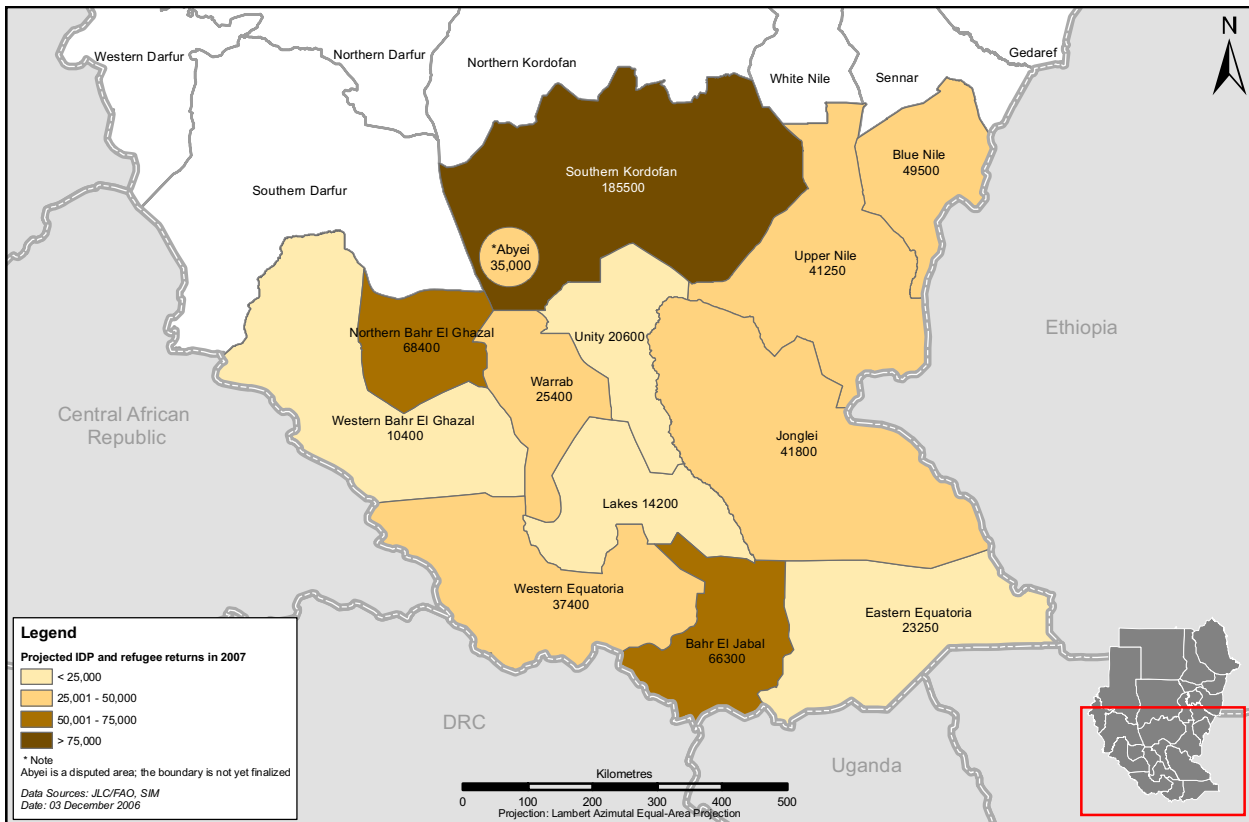 N
Western Darfur
Northern Darfur
Northern Kordofan
White Nile
Sennar
Gedaref
Southern Darfur
Southern Kordofan
185500
Blue Nile
49500
*Abyei
35,000
Upper Nile
41250
Northern Bahr El Ghazal
68400
Unity 20600
Ethiopia
Warrab
25400
Central African
Republic
Western Bahr El Ghazal
10400
Jonglei
41800
Lakes 14200
Western Equatoria
37400
Eastern Equatoria
23250
Bahr El Jabal
66300
DRC
Uganda
Legend
Projected IDP and refugee returns in 2007
< 25,000
25,001 - 50,000
50,001 - 75,000
> 75,000
* Note
Abyei is a disputed area; the boundary is not yet finalized
Data Sources: JLC/FAO, SIM
Date: 03 December 2006
Kilometres
0 100 200 300 400 500
Projection: Lambert Azimutal Equal-Area Projection